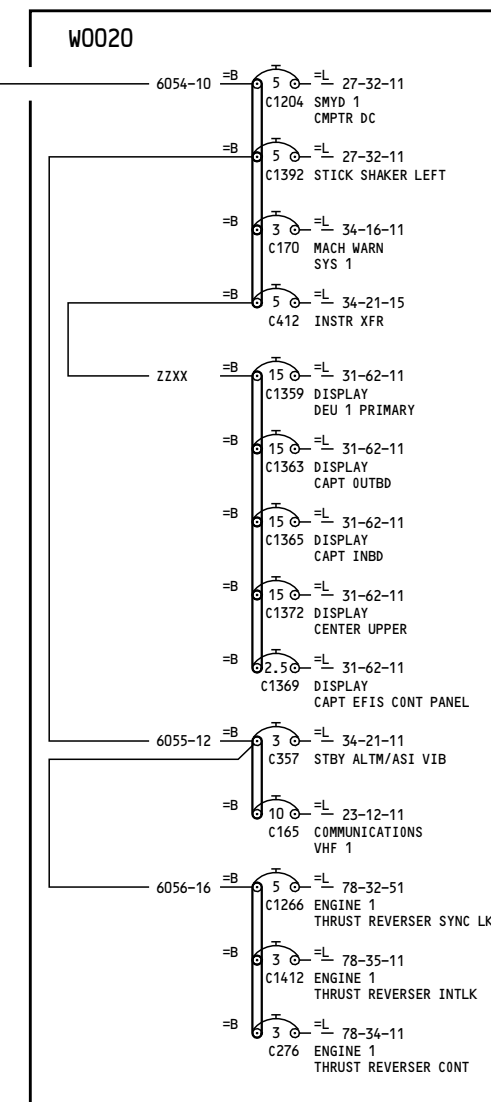 W0020
6054-10 =B 5 =L 27-32-11
C1204 SMYD 1
CMPTR DC
=B 5 =L 27-32-11
C1392 STICK SHAKER LEFT
=B 3 =L 34-16-11
C170 MACH WARN
SYS 1
=B 5 =L 34-21-15
C412 INSTR XFR
ZZXX =B 15 =L 31-62-11
C1359 DISPLAY
DEU 1 PRIMARY
=B 15 =L 31-62-11
C1363 DISPLAY
CAPT OUTBD
=B 15 =L 31-62-11
C1365 DISPLAY
CAPT INBD
=B 15 =L 31-62-11
C1372 DISPLAY
CENTER UPPER
=B 2.5 =L 31-62-11
C1369 DISPLAY
CAPT EFIS CONT PANEL
6055-12 =B 3 =L 34-21-11
C357 STBY ALTM/ASI VIB
=B 10 =L 23-12-11
C165 COMMUNICATIONS
VHF 1
6056-16 =B 5 =L 78-32-51
C1266 ENGINE 1
THRUST REVERSER SYNC LK
=B 3 =L 78-35-11
C1412 ENGINE 1
THRUST REVERSER INTLK
=B 3 =L 78-34-11
C276 ENGINE 1
THRUST REVERSER CONT